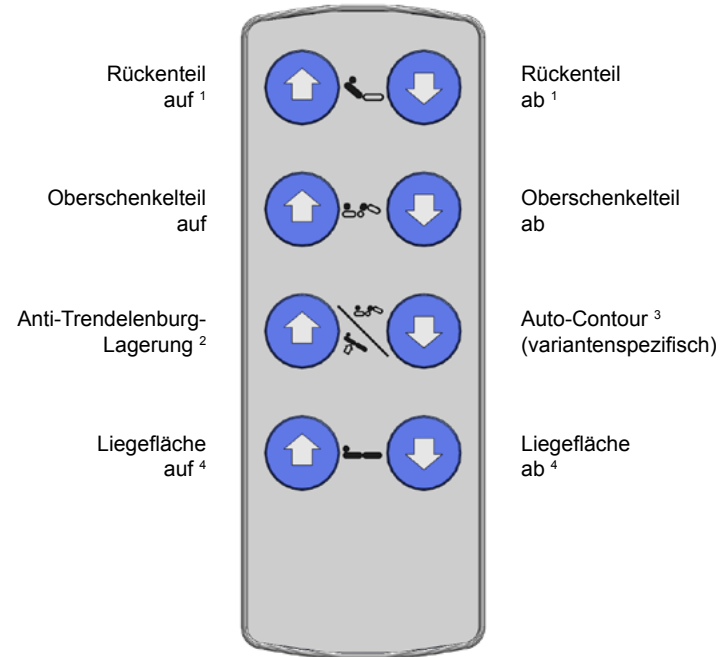 Rückenteil
auf ¹
Rückenteil
ab ¹
Oberschenkelteil
auf
Oberschenkelteil
ab
Anti-Trendelenburg-
Lagerung ²
Auto-Contour ³
(variantenspezifisch)
Liegefläche
auf ⁴
Liegefläche
ab ⁴